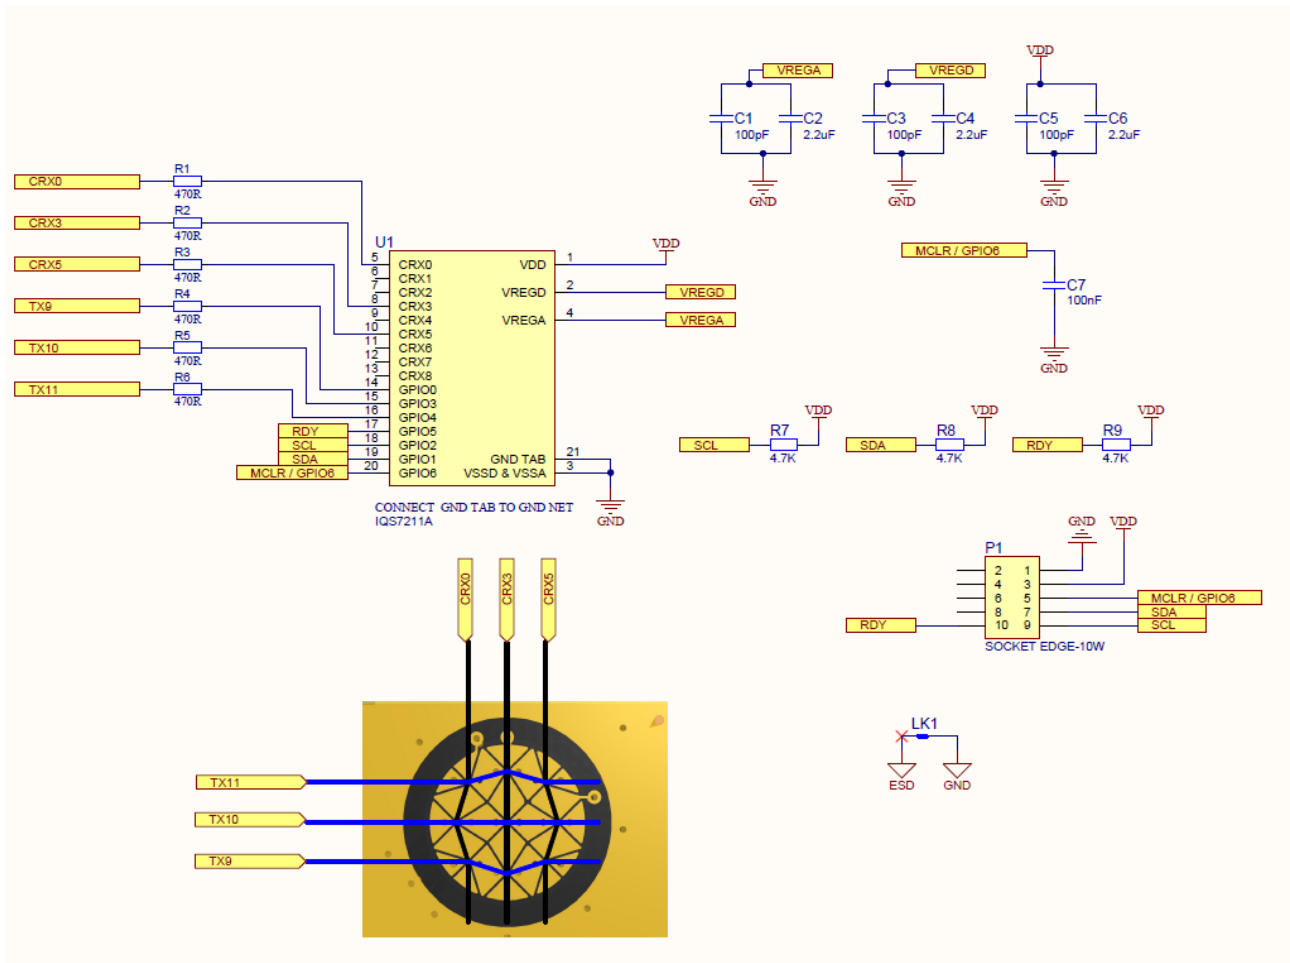 VDD
VREGA
VREGD
C1
100pF
C2
2.2uF
C3
100pF
C4
2.2uF
C5
100pF
C6
2.2uF
GND
GND
GND
CRX0
R1
470R
CRX3
R2
470R
CRX5
R3
470R
TX9
R4
470R
TX10
R5
470R
TX11
R6
470R
U1
5 CRX0
6 CRX1
7 CRX2
8 CRX3
9 CRX4
10 CRX5
11 CRX6
12 CRX7
13 CRX8
14 GPIO0
15 GPIO3
16 GPIO4
RDY 17 GPIO5
SCL 18 GPIO2
SDA 19 GPIO1
MCLR / GPIO6 20 GPIO6
VDD 1 VDD
VREGD 2 VREGD
VREGA 4 VREGA
GND TAB 21
VSSD & VSSA 3
GND
CONNECT GND TAB TO GND NET
IQS7211A
MCLR / GPIO6
C7
100nF
GND
SCL
R7
4.7K
VDD
SDA
R8
4.7K
VDD
RDY
R9
4.7K
VDD
GND
VDD
P1
2 1
4 3
6 5 MCLR / GPIO6
8 7 SDA
RDY 10 9 SCL
SOCKET EDGE-10W
CRX0
CRX3
CRX5
TX11
TX10
TX9
LK1
ESD
GND